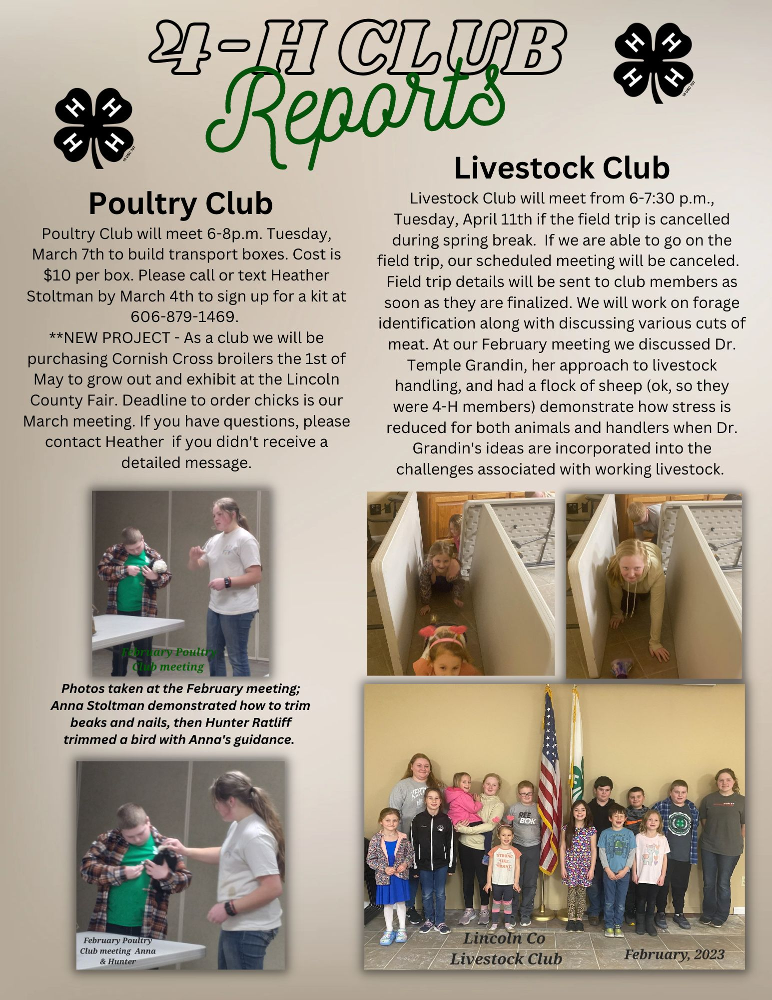 4-H CLUB
Reports
H H
H H
18 USC 707
H H
H H
18 USC 707
Poultry Club
Poultry Club will meet 6-8p.m. Tuesday,
March 7th to build transport boxes. Cost is
$10 per box. Please call or text Heather
Stoltman by March 4th to sign up for a kit at
606-879-1469.
**NEW PROJECT - As a club we will be
purchasing Cornish Cross broilers the 1st of
May to grow out and exhibit at the Lincoln
County Fair. Deadline to order chicks is our
March meeting. If you have questions, please
contact Heather  if you didn't receive a
detailed message.
February Poultry
Club meeting
Photos taken at the February meeting;
Anna Stoltman demonstrated how to trim
beaks and nails, then Hunter Ratliff
trimmed a bird with Anna's guidance.
February Poultry
Club meeting  Anna
& Hunter
Livestock Club
Livestock Club will meet from 6-7:30 p.m.,
Tuesday, April 11th if the field trip is cancelled
during spring break.  If we are able to go on the
field trip, our scheduled meeting will be canceled.
Field trip details will be sent to club members as
soon as they are finalized. We will work on forage
identification along with discussing various cuts of
meat. At our February meeting we discussed Dr.
Temple Grandin, her approach to livestock
handling, and had a flock of sheep (ok, so they
were 4-H members) demonstrate how stress is
reduced for both animals and handlers when Dr.
Grandin's ideas are incorporated into the
challenges associated with working livestock.
REE
BOK
STRONG
LIKE
MOMMY
HURLEY
Lincoln Co
Livestock Club
February, 2023